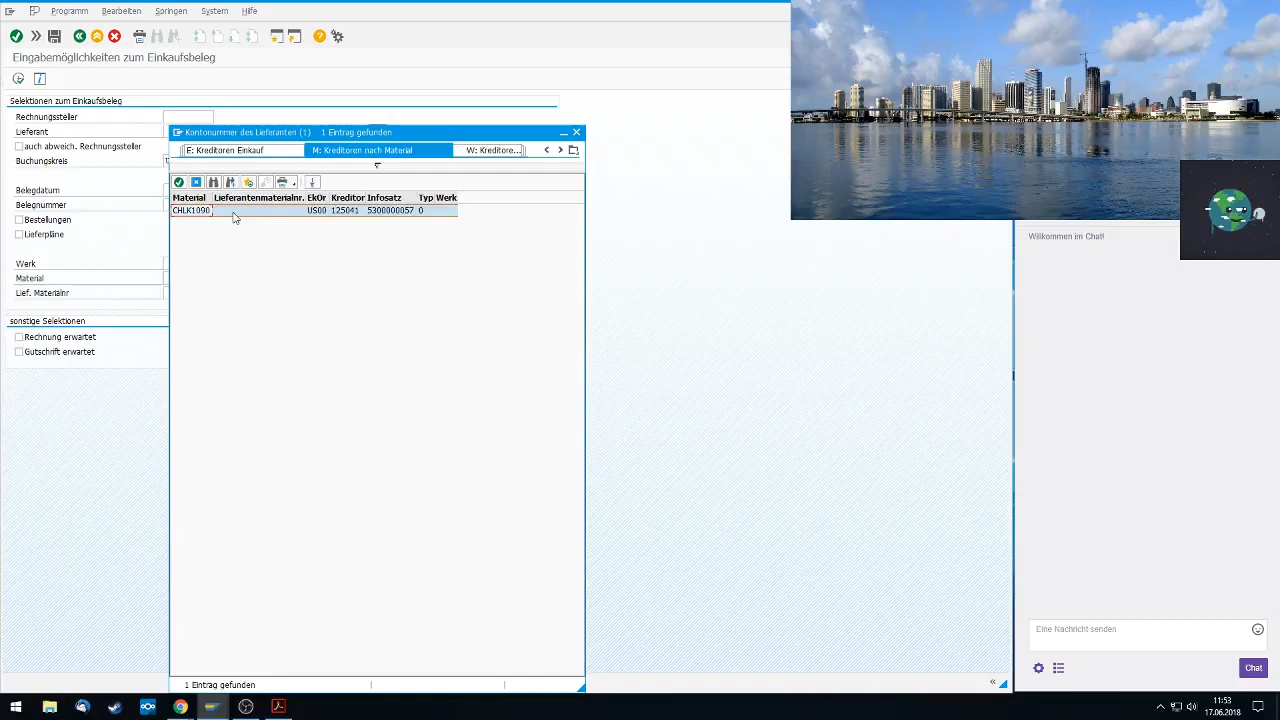 Programm Bearbeiten Springen System Hilfe
Eingabemöglichkeiten zum Einkaufsbeleg
Selektionen zum Einkaufsbeleg
Rechnungssteller
Lieferant
auch abweich. Rechnungssteller
Buchungskreis
Belegdatum
Belegnummer
Bestellungen
Lieferpläne
Werk
Material
Lief. Materialnr
sonstige Selektionen
Rechnung erwartet
Gutschrift erwartet
Kontonummer des Lieferanten (1) 1 Eintrag gefunden
E: Kreditoren Einkauf M: Kreditoren nach Material W: Kreditore...
Material Lieferantenmaterialnr. EkOr Kreditor Infosatz Typ Werk
CHLK1090 US00 125041 5300000057 0
1 Eintrag gefunden
Willkommen im Chat!
Eine Nachricht senden
Chat
11:53
17.06.2018